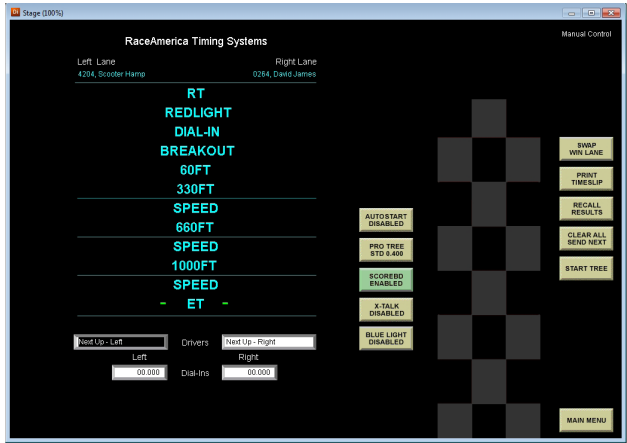 Stage (100%)
RaceAmerica Timing Systems
Manual Control
Left Lane Right Lane
4204, Scooter Hamp 0264, David James
RT
REDLIGHT
DIAL-IN
BREAKOUT
60FT
330FT
SPEED
660FT
SPEED
1000FT
SPEED
- ET -
Next Up - Left Drivers Next Up - Right
Left Right
00.000 Dial-Ins 00.000
AUTOSTART
DISABLED
PRO TREE
STD 0.400
SCOREBD
ENABLED
X-TALK
DISABLED
BLUE LIGHT
DISABLED
SWAP
WIN LANE
PRINT
TIMESLIP
RECALL
RESULTS
CLEAR ALL
SEND NEXT
START TREE
MAIN MENU